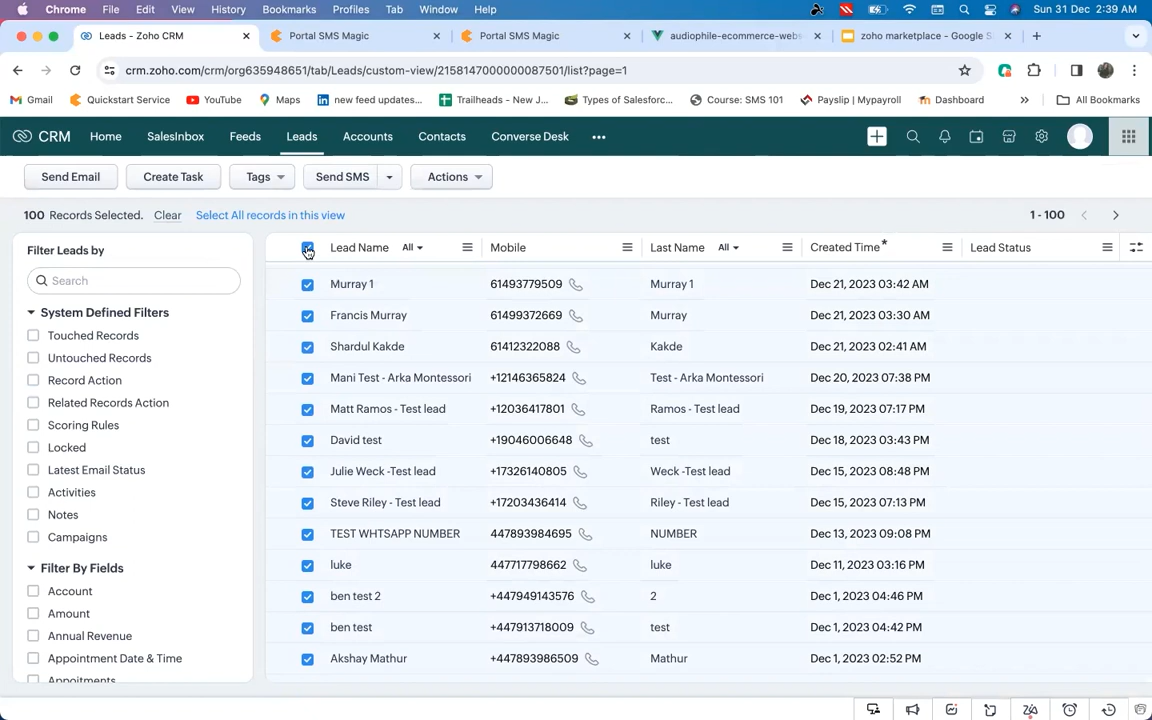 Chrome File Edit View History Bookmarks Profiles Tab Window Help Sun 31 Dec 2:39 AM
Leads - Zoho CRM Portal SMS Magic Portal SMS Magic audiophile-ecommerce-webs zoho marketplace - Google S
crm.zoho.com/crm/org635948651/tab/Leads/custom-view/2158147000000087501/list?page=1
Gmail Quickstart Service YouTube Maps new feed updates... Trailheads - New J... Types of Salesforc... Course: SMS 101 Payslip | Mypayroll Dashboard » All Bookmarks
CRM Home SalesInbox Feeds Leads Accounts Contacts Converse Desk •••
Send Email Create Task Tags Send SMS Actions
100 Records Selected. Clear Select All records in this view 1 - 100
Filter Leads by
Search
System Defined Filters
Touched Records
Untouched Records
Record Action
Related Records Action
Scoring Rules
Locked
Latest Email Status
Activities
Notes
Campaigns
Filter By Fields
Account
Amount
Annual Revenue
Appointment Date & Time
Appoitments
Lead Name All Mobile Last Name All Created Time* Lead Status
Murray 1 61493779509 Murray 1 Dec 21, 2023 03:42 AM
Francis Murray 61499372669 Murray Dec 21, 2023 03:30 AM
Shardul Kakde 61412322088 Kakde Dec 21, 2023 02:41 AM
Mani Test - Arka Montessori +12146365824 Test - Arka Montessori Dec 20, 2023 07:38 PM
Matt Ramos - Test lead +12036417801 Ramos - Test lead Dec 19, 2023 07:17 PM
David test +19046006648 test Dec 18, 2023 03:43 PM
Julie Weck -Test lead +17326140805 Weck -Test lead Dec 15, 2023 08:48 PM
Steve Riley - Test lead +17203436414 Riley - Test lead Dec 15, 2023 07:13 PM
TEST WHTSAPP NUMBER 447893984695 NUMBER Dec 13, 2023 09:08 PM
luke 447717798662 luke Dec 11, 2023 03:16 PM
ben test 2 +447949143576 2 Dec 1, 2023 04:46 PM
ben test +447913718009 test Dec 1, 2023 04:42 PM
Akshay Mathur +447893986509 Mathur Dec 1, 2023 02:52 PM